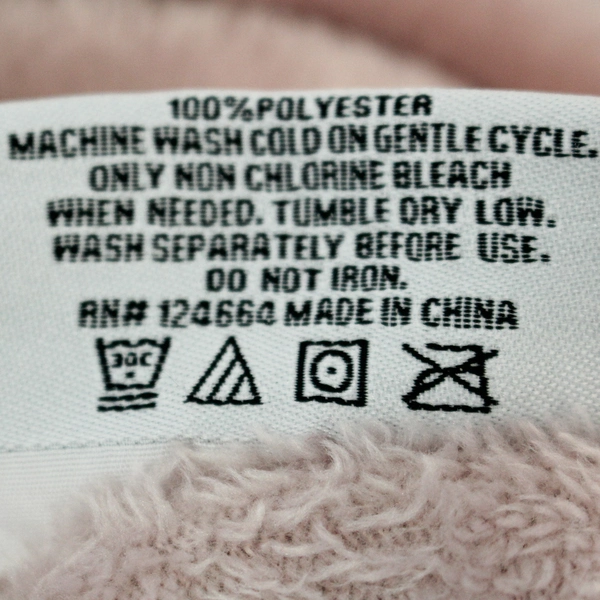 100%POLYESTER
MACHINE WASH COLD ON GENTLE CYCLE.
ONLY NON CHLORINE BLEACH
WHEN NEEDED. TUMBLE DRY LOW.
WASH SEPARATELY BEFORE USE.
DO NOT IRON.
RN# 124664 MADE IN CHINA
30C